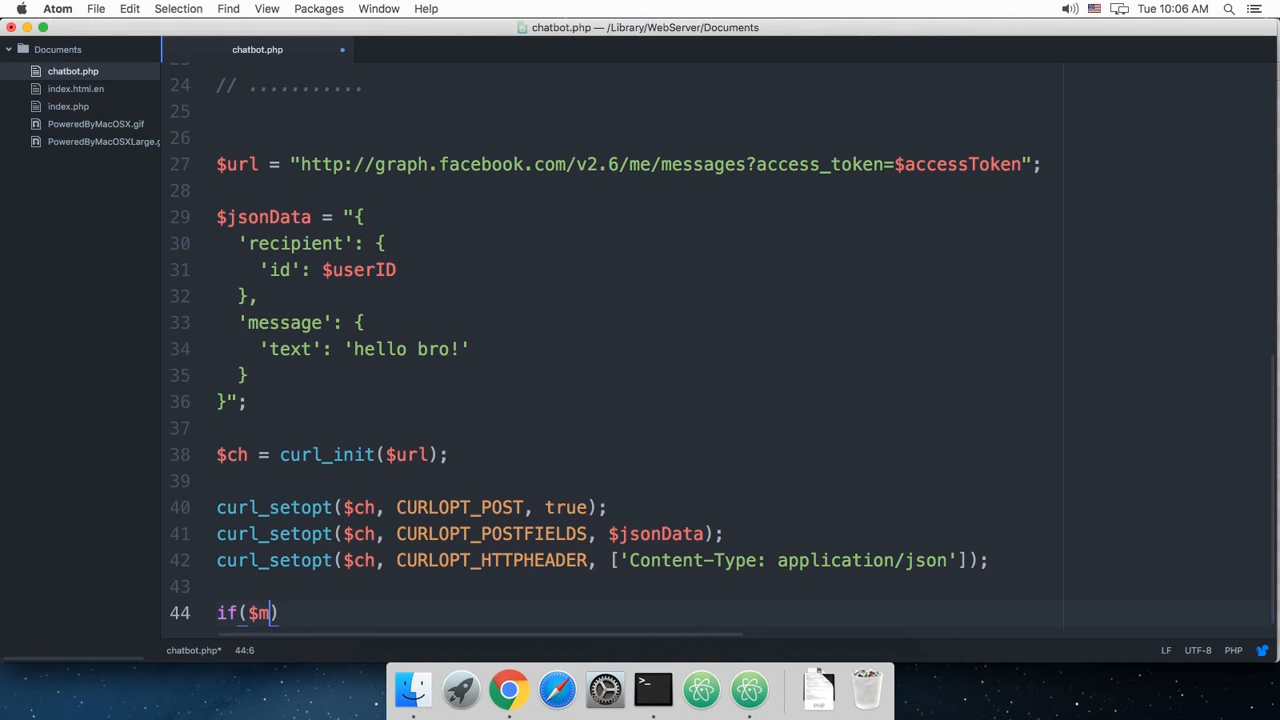 Atom File Edit Selection Find View Packages Window Help Tue 10:06 AM
chatbot.php — /Library/WebServer/Documents
Documents
chatbot.php
index.html.en
index.php
PoweredByMacOSX.gif
PoweredByMacOSXLarge.g
chatbot.php
23
24 // ...........
25
26
27 $url = "http://graph.facebook.com/v2.6/me/messages?access_token=$accessToken";
28
29 $jsonData = "{
30 'recipient': {
31 'id': $userID
32 },
33 'message': {
34 'text': 'hello bro!'
35 }
36 }";
37
38 $ch = curl_init($url);
39
40 curl_setopt($ch, CURLOPT_POST, true);
41 curl_setopt($ch, CURLOPT_POSTFIELDS, $jsonData);
42 curl_setopt($ch, CURLOPT_HTTPHEADER, ['Content-Type: application/json']);
43
44 if($m)
chatbot.php* 44:6 LF UTF-8 PHP
>_
PHP